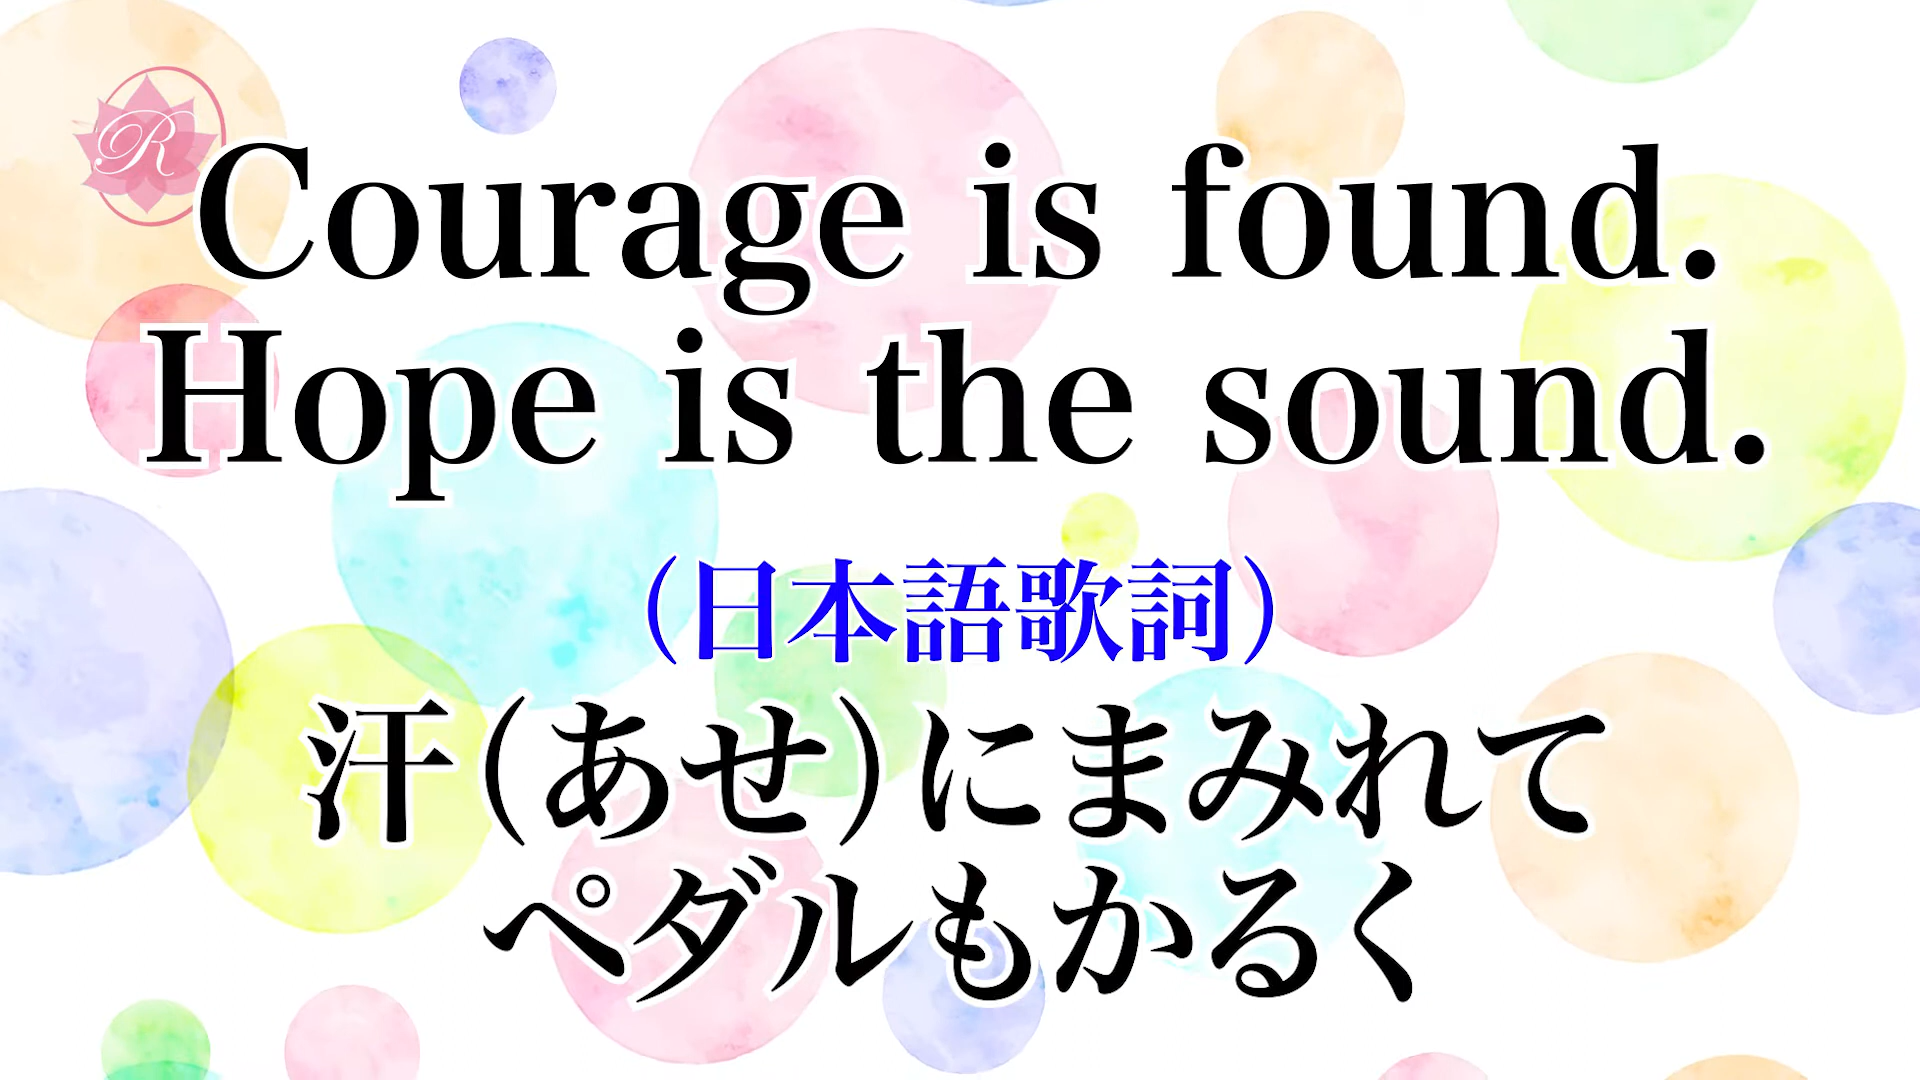 R
Courage is found.
Hope is the sound.
（日本語歌詞）
汗（あせ）にまみれて
ペダルもかるく